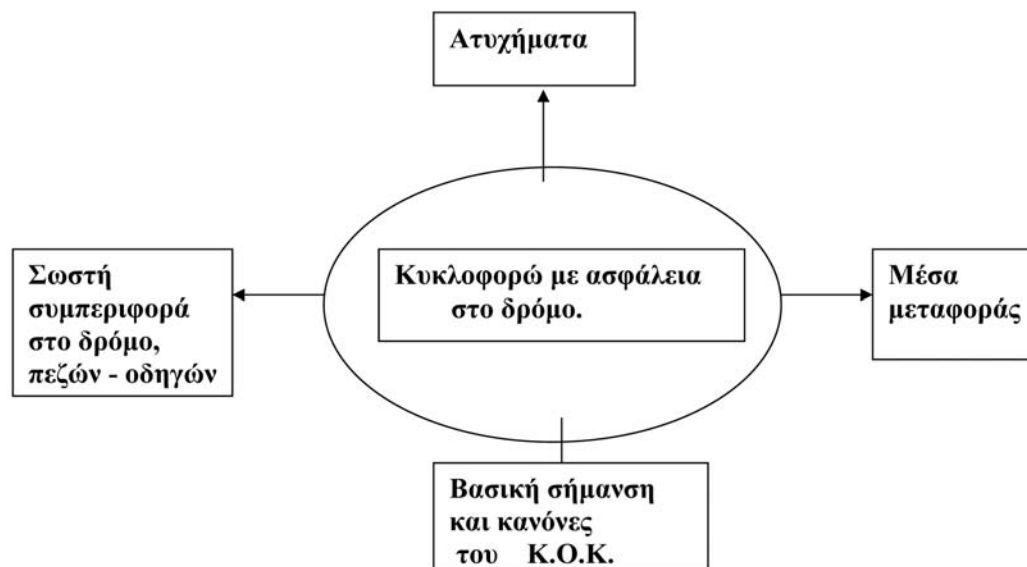 Ατυχήματα
Σωστή
συμπεριφορά
στο δρόμο,
πεζών - οδηγών
Κυκλοφορώ με ασφάλεια
στο δρόμο.
Μέσα
μεταφοράς
Βασική σήμανση
και κανόνες
του Κ.Ο.Κ.